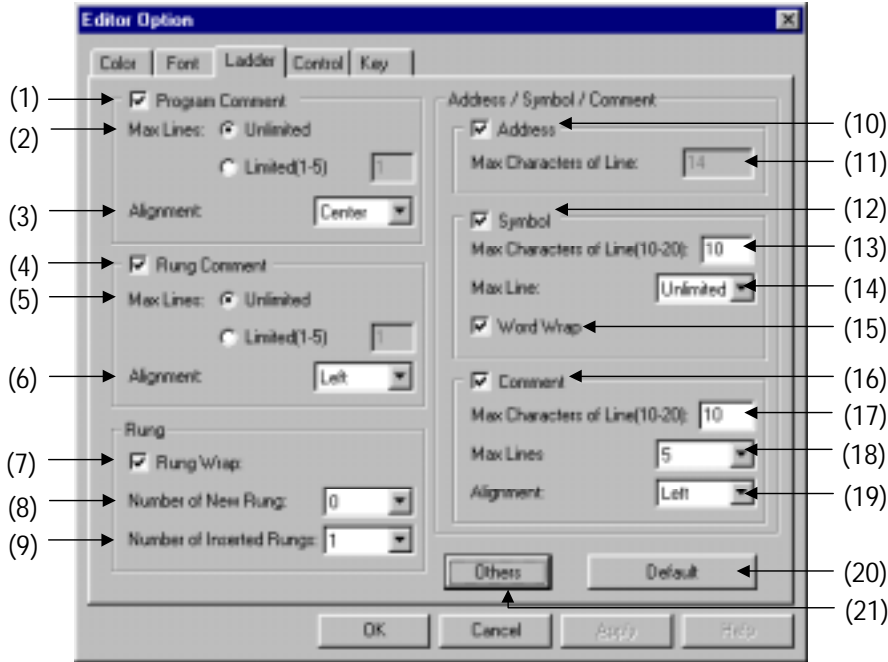 Editor Option
Color Font Ladder Control Key
(1) Program Comment
(2) Max Lines: Unlimited
Limited(1-5) 1
(3) Alignment: Center
(4) Rung Comment
(5) Max Lines: Unlimited
Limited(1-5) 1
(6) Alignment: Left
Rung
(7) Rung Wrap:
(8) Number of New Rung: 0
(9) Number of Inserted Rungs: 1
Address / Symbol / Comment
Address (10)
Max Characters of Line: 14 (11)
Symbol (12)
Max Characters of Line(10-20): 10 (13)
Max Line: Unlimited (14)
Word Wrap (15)
Comment (16)
Max Characters of Line(10-20): 10 (17)
Max Lines 5 (18)
Alignment: Left (19)
Others Default (20)
(21)
OK Cancel Apply Help